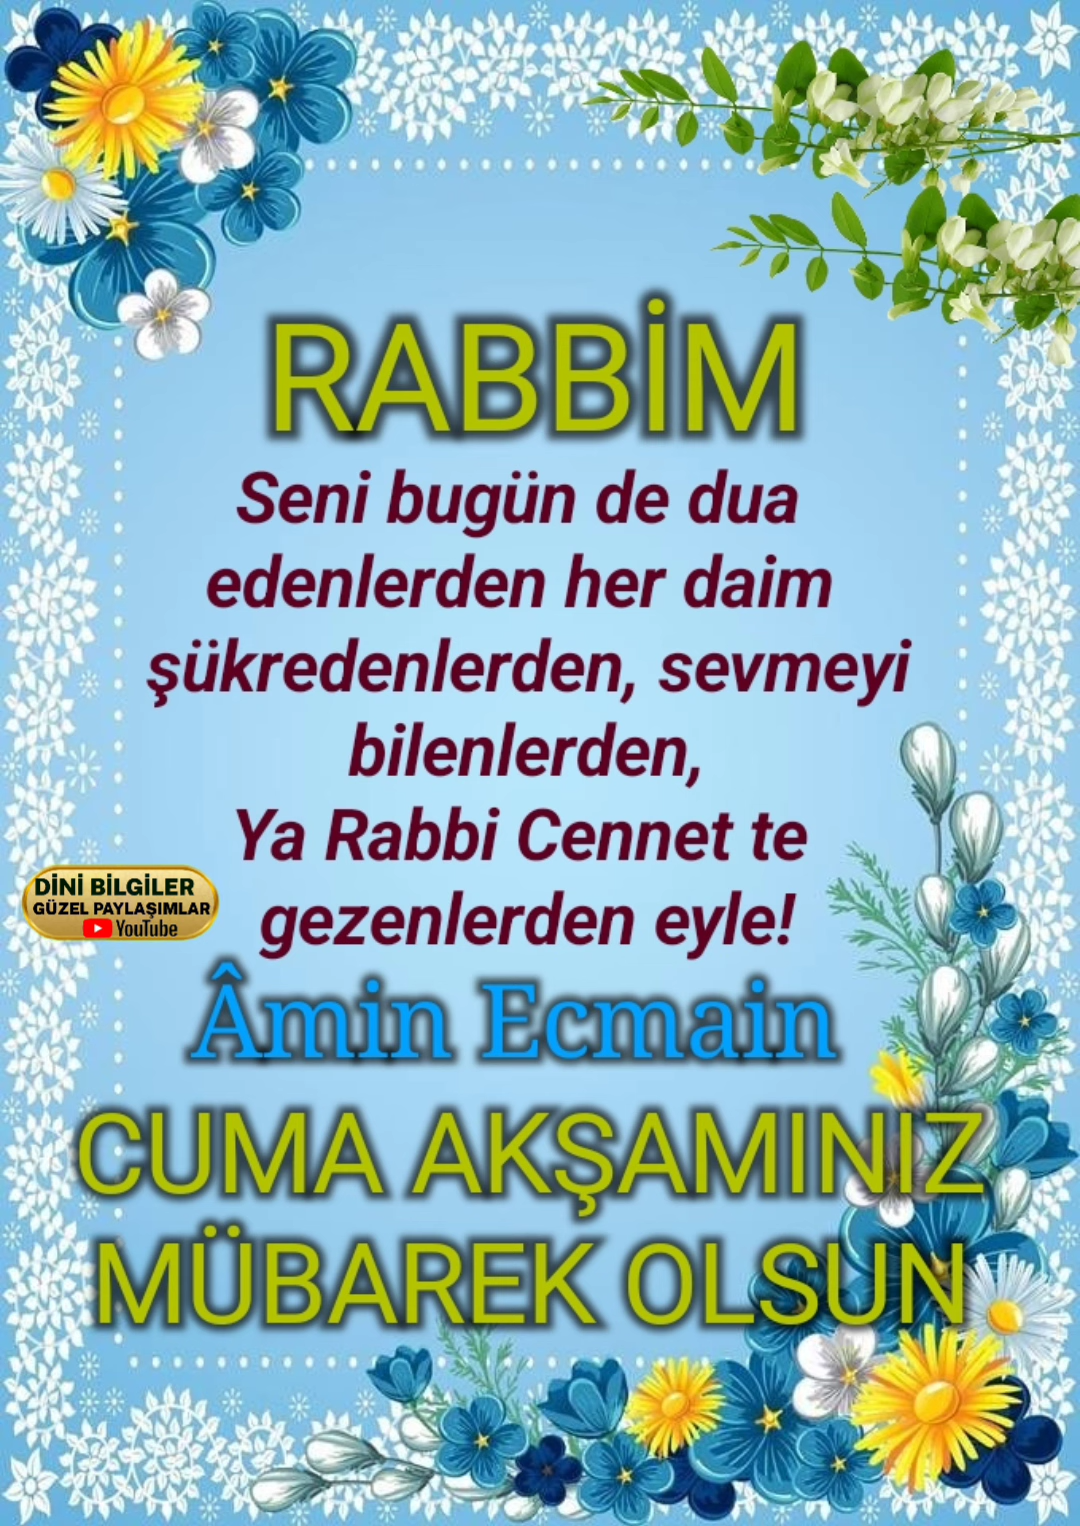 RABBİM
Seni bugün de dua
edenlerden her daim
şükredenlerden, sevmeyi
bilenlerden,
Ya Rabbi Cennet te
gezenlerden eyle!
DİNİ BİLGİLER
GÜZEL PAYLAŞIMLAR
YouTube
Âmin Ecmain
CUMA AKŞAMINIZ
MÜBAREK OLSUN